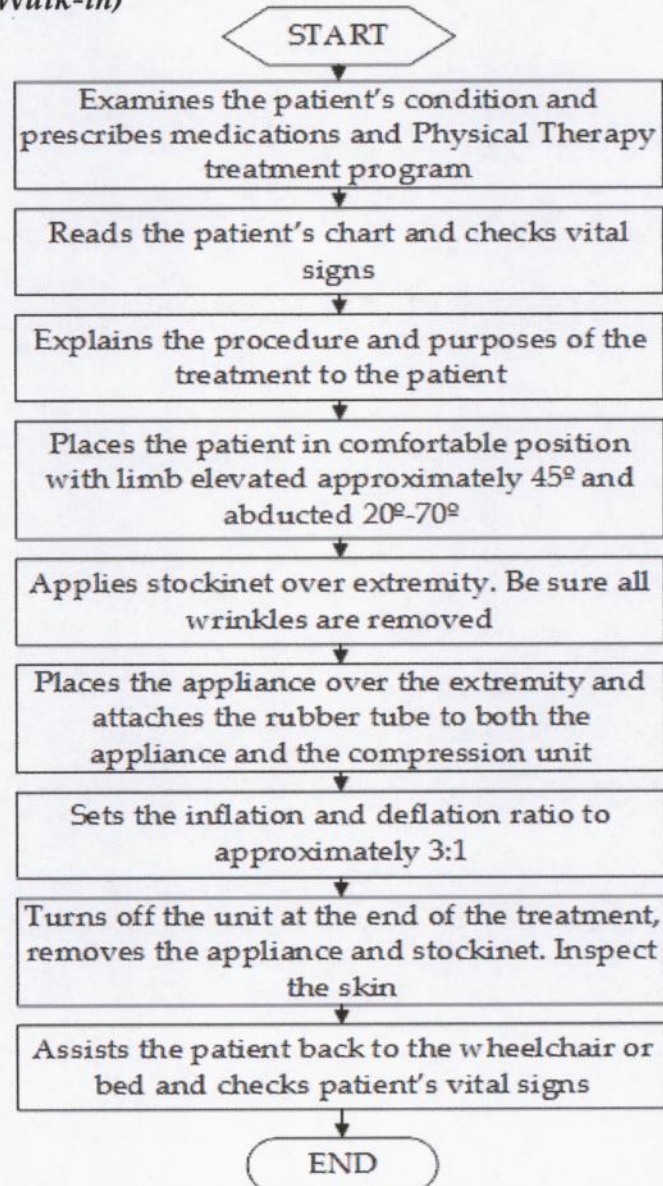 Walk-in)
START
Examines the patient's condition and
prescribes medications and Physical Therapy
treatment program
Reads the patient's chart and checks vital
signs
Explains the procedure and purposes of the
treatment to the patient
Places the patient in comfortable position
with limb elevated approximately 45º and
abducted 20º-70º
Applies stockinet over extremity. Be sure all
wrinkles are removed
Places the appliance over the extremity and
attaches the rubber tube to both the
appliance and the compression unit
Sets the inflation and deflation ratio to
approximately 3:1
Turns off the unit at the end of the treatment,
removes the appliance and stockinet. Inspect
the skin
Assists the patient back to the wheelchair or
bed and checks patient's vital signs
END